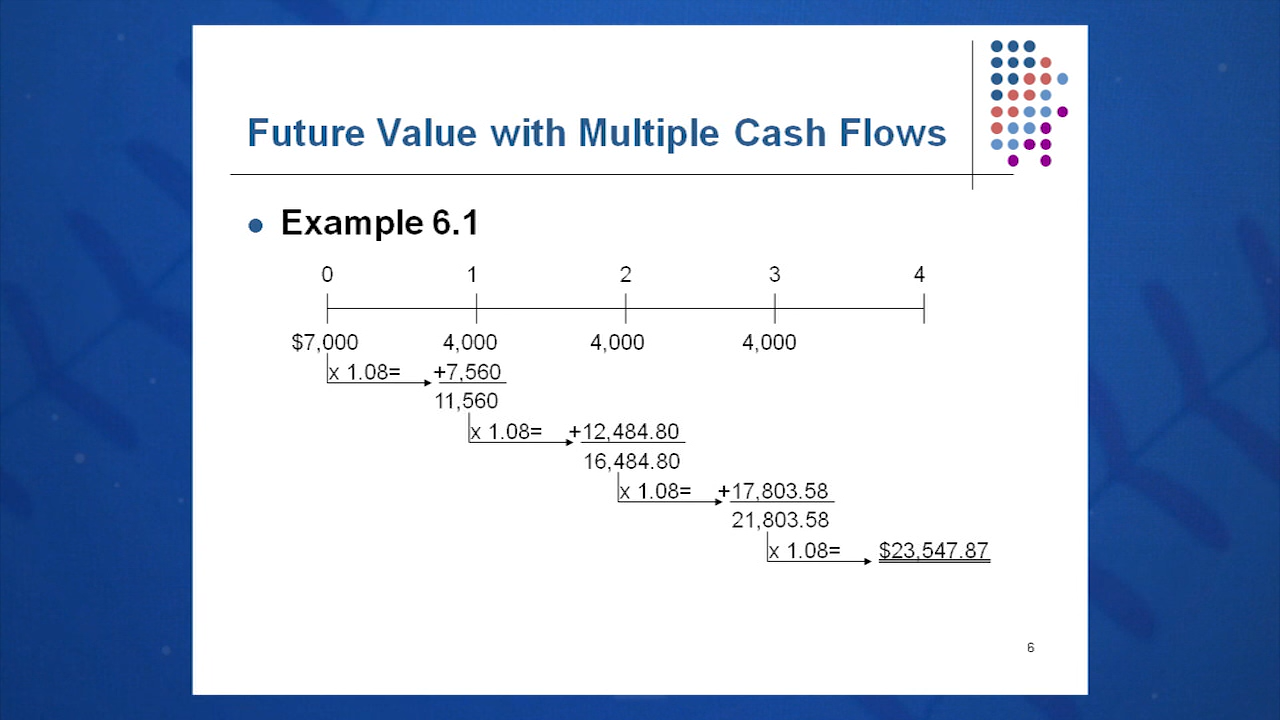 Future Value with Multiple Cash Flows
Example 6.1
0 1 2 3 4
$7,000 4,000 4,000 4,000
x 1.08= +7,560
11,560
x 1.08= +12,484.80
16,484.80
x 1.08= +17,803.58
21,803.58
x 1.08= $23,547.87
6